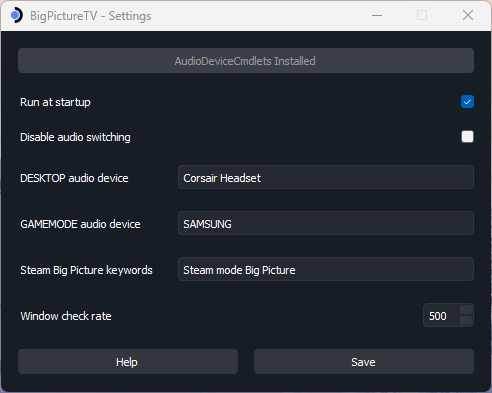 BigPictureTV - Settings
AudioDeviceCmdlets Installed
Run at startup
Disable audio switching
DESKTOP audio device Corsair Headset
GAMEMODE audio device SAMSUNG
Steam Big Picture keywords Steam mode Big Picture
Window check rate 500
Help Save